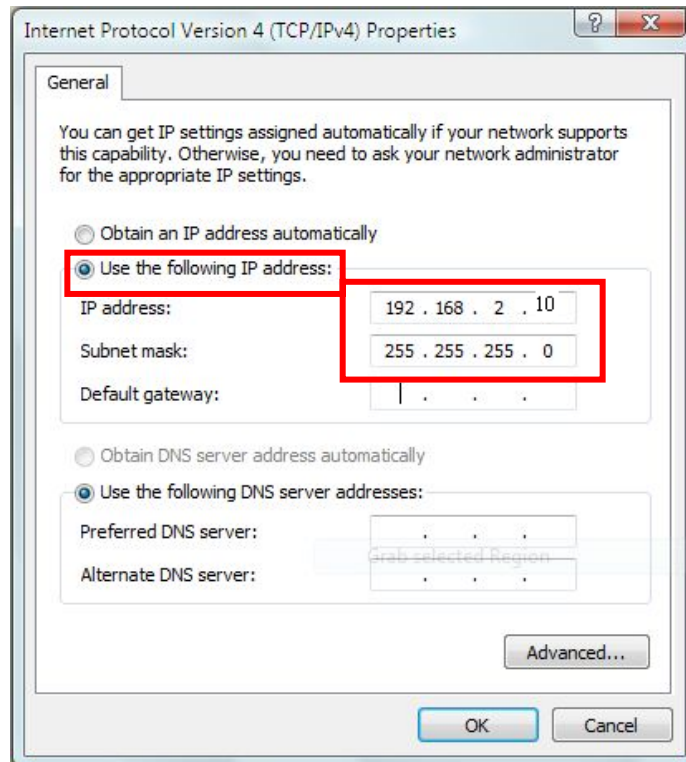 Internet Protocol Version 4 (TCP/IPv4) Properties
General
You can get IP settings assigned automatically if your network supports
this capability. Otherwise, you need to ask your network administrator
for the appropriate IP settings.
Obtain an IP address automatically
Use the following IP address:
IP address: 192 . 168 . 2 . 10
Subnet mask: 255 . 255 . 255 . 0
Default gateway: . . .
Obtain DNS server address automatically
Use the following DNS server addresses:
Preferred DNS server: . . .
Grab selected Region
Alternate DNS server: . . .
Advanced...
OK Cancel